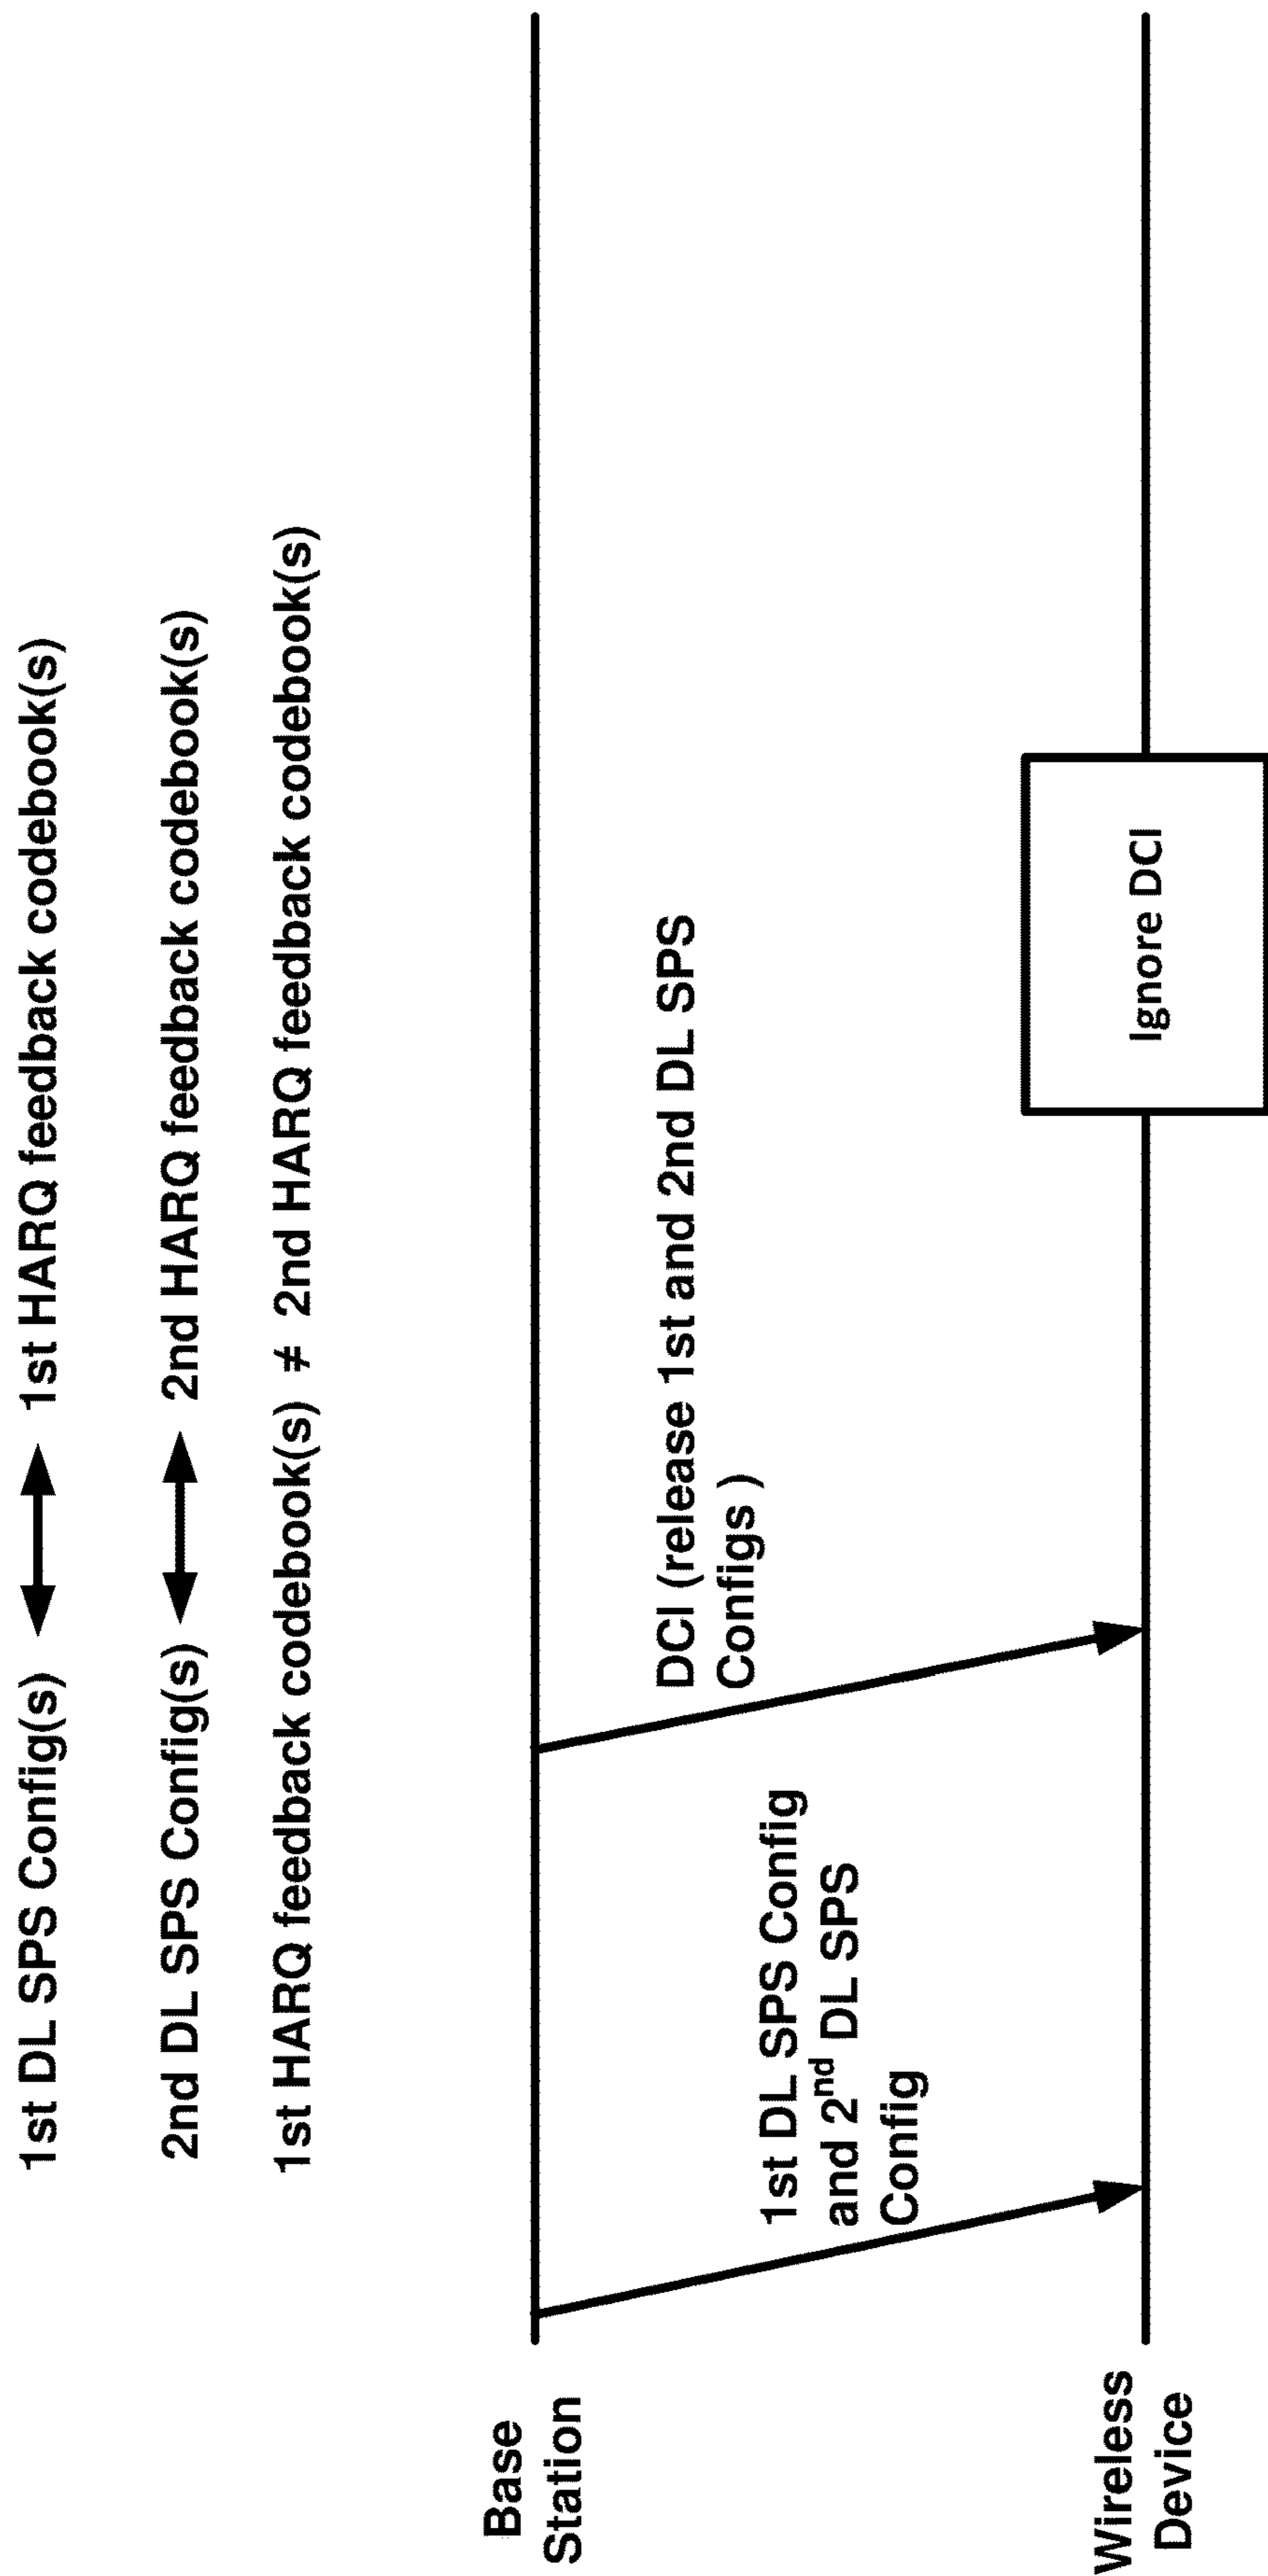 1st DL SPS Config(s) 1st HARQ feedback codebook(s)
2nd DL SPS Config(s) 2nd HARQ feedback codebook(s)
1st HARQ feedback codebook(s) ≠ 2nd HARQ feedback codebook(s)
Base
Station
DCI (release 1st and 2nd DL SPS
Configs )
1st DL SPS Config
and 2nd DL SPS
Config
Wireless
Device
Ignore DCI